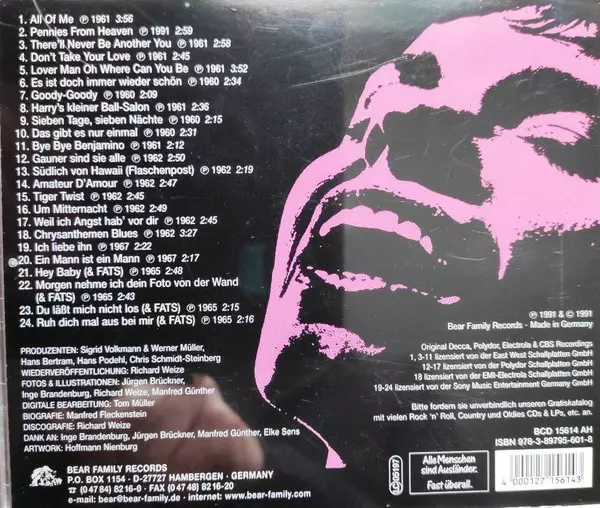 1. All Of Me ℗ 1961 3:56
2. Pennies From Heaven ℗ 1991 2:59
3. There'll Never Be Another You ℗ 1961 2:58
4. Don't Take Your Love ℗ 1961 2:45
5. Lover Man Oh Where Can You Be ℗ 1961 3:52
6. Es ist doch immer wieder schön ℗ 1960 2:34
7. Goody-Goody ℗ 1960 2:09
8. Harry's kleiner Ball-Salon ℗ 1961 2:36
9. Sieben Tage, sieben Nächte ℗ 1960 2:15
10. Das gibt es nur einmal ℗ 1960 2:31
11. Bye Bye Benjamino ℗ 1961 2:12
12. Gauner sind sie alle ℗ 1962 2:50
13. Südlich von Hawaii (Flaschenpost) ℗ 1962 2:19
14. Amateur D'Amour ℗ 1962 2:47
15. Tiger Twist ℗ 1962 2:45
16. Um Mitternacht ℗ 1962 2:49
17. Weil ich Angst hab' vor dir ℗ 1962 2:45
18. Chrysanthemen Blues ℗ 1962 3:27
19. Ich liebe ihn ℗ 1967 2:22
20. Ein Mann ist ein Mann ℗ 1967 2:17
21. Hey Baby (& FATS) ℗ 1965 2:48
22. Morgen nehme ich dein Foto von der Wand
(& FATS) ℗ 1965 2:43
23. Du läßt mich nicht los (& FATS) ℗ 1965 2:15
24. Ruh dich mal aus bei mir (& FATS) ℗ 1965 2:16
PRODUZENTEN: Sigrid Volkmann & Werner Müller,
Hans Bertram, Hans Podehl, Chris Schmidt-Steinberg
WIEDERVERÖFFENTLICHUNG: Richard Weize
FOTOS & ILLUSTRATIONEN: Jürgen Brückner,
Inge Brandenburg, Richard Weize, Manfred Günther
DIGITALE BEARBEITUNG: Tom Müller
BIOGRAFIE: Manfred Fleckenstein
DISCOGRAFIE: Richard Weize
DANK AN: Inge Brandenburg, Jürgen Brückner, Manfred Günther, Elke Sens
ARTWORK: Hoffmann Nienburg
BEAR FAMILY RECORDS
P.O. BOX 1154 - D-27727 HAMBERGEN - GERMANY
✆ (0 47 84) 8216-0 - Fax (0 47 48) 8216-20
e-mail: bear@bear-family.de - internet: www.bear-family.com
℗ 1991 & © 1991
Bear Family Records - Made in Germany
Original Decca, Polydor, Electrola & CBS Recordings
1, 3-11 lizensiert von der East West Schallplatten GmbH
12-17 lizensiert von der Polydor Schallplatten GmbH
18 lizensiert von der EMI-Electrola Schallplatten GmbH
19-24 lizensiert von der Sony Music Entertainment Germany GmbH
Bitte fordern sie unverbindlich unseren Gratiskatalog
mit vielen Rock 'n' Roll, Country und Oldies CDs & LPs, etc. an.
BCD 15614 AH
ISBN 978-3-89795-601-8
LC 05197
Alle Menschen
sind Ausländer.
Fast überall.
4 000127 156143